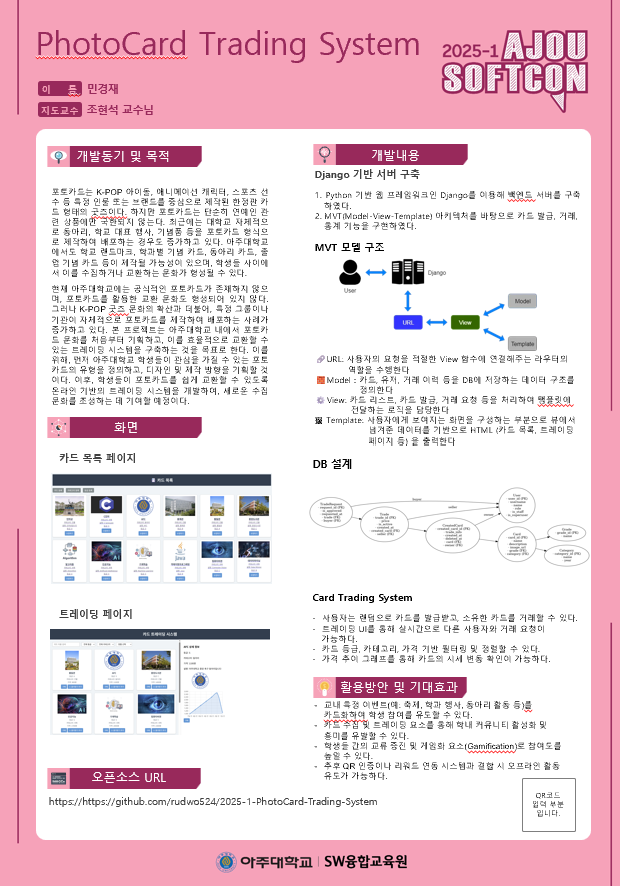 PhotoCard Trading System
2025-1 AJOU
SOFTCON
이 름 민경재
지도교수 조현석 교수님
개발동기 및 목적
포토카드는 K-POP 아이돌, 애니메이션 캐릭터, 스포츠 선
수 등 특정 인물 또는 브랜드를 중심으로 제작된 한정판 카
드 형태의 굿즈이다. 하지만 포토카드는 단순히 연예인 관
련 상품에만 국한되지 않는다. 최근에는 대학교 자체적으
로 동아리, 학교 대표 행사, 기념품 등을 포토카드 형식으
로 제작하여 배포하는 경우도 증가하고 있다. 아주대학교
에서도 학교 랜드마크, 학과별 기념 카드, 동아리 카드, 졸
업 기념 카드 등이 제작될 가능성이 있으며, 학생들 사이에
서 이를 수집하거나 교환하는 문화가 형성될 수 있다.
현재 아주대학교에는 공식적인 포토카드가 존재하지 않으
며, 포토카드를 활용한 교환 문화도 형성되어 있지 않다.
그러나 K-POP 굿즈 문화의 확산과 더불어, 특정 그룹이나
기관이 자체적으로 포토카드를 제작하여 배포하는 사례가
증가하고 있다. 본 프로젝트는 아주대학교 내에서 포토카
드 문화를 처음부터 기획하고, 이를 효율적으로 교환할 수
있는 트레이딩 시스템을 구축하는 것을 목표로 한다. 이를
위해, 먼저 아주대학교 학생들이 관심을 가질 수 있는 포토
카드의 유형을 정의하고, 디자인 및 제작 방향을 기획할 것
이다. 이후, 학생들이 포토카드를 쉽게 교환할 수 있도록
온라인 기반의 트레이딩 시스템을 개발하여, 새로운 수집
문화를 조성하는 데 기여할 예정이다.
화면
카드 목록 페이지
트레이딩 페이지
카드 트레이딩 시스템
오픈소스 URL
https://https://github.com/rudwo524/2025-1-PhotoCard-Trading-System
개발내용
Django 기반 서버 구축
1. Python 기반 웹 프레임워크인 Django를 이용해 백엔드 서버를 구축
하였다.
2. MVT(Model-View-Template) 아키텍처를 바탕으로 카드 발급, 거래,
통계 기능을 구현하였다.
MVT 모델 구조
User
Django
URL
View
Model
Template
URL: 사용자의 요청을 적절한 View 함수에 연결해주는 라우터의
역할을 수행한다
Model : 카드, 유저, 거래 이력 등을 DB에 저장하는 데이터 구조를
정의한다
View: 카드 리스트, 카드 발급, 거래 요청 등을 처리하여 템플릿에
전달하는 로직을 담당한다
Template: 사용자에게 보여지는 화면을 구성하는 부분으로 뷰에서
넘겨준 데이터를 기반으로 HTML (카드 목록, 트레이딩
페이지 등) 을 출력한다
DB 설계
Card Trading System
- 사용자는 랜덤으로 카드를 발급받고, 소유한 카드를 거래할 수 있다.
- 트레이딩 UI를 통해 실시간으로 다른 사용자와 거래 요청이
가능하다.
- 카드 등급, 카테고리, 가격 기반 필터링 및 정렬할 수 있다.
- 가격 추이 그래프를 통해 카드의 시세 변동 확인이 가능하다.
활용방안 및 기대효과
- 교내 특정 이벤트(예: 축제, 학과 행사, 동아리 활동 등)를
카드화하여 학생 참여를 유도할 수 있다.
- 카드 수집 및 트레이딩 요소를 통해 학내 커뮤니티 활성화 및
흥미를 유발할 수 있다.
- 학생들 간의 교류 증진 및 게임화 요소(Gamification)로 참여도를
높일 수 있다.
- 추후 QR 인증이나 리워드 연동 시스템과 결합 시 오프라인 활동
유도가 가능하다.
QR코드
입력 부분
입니다.
아주대학교 SW융합교육원